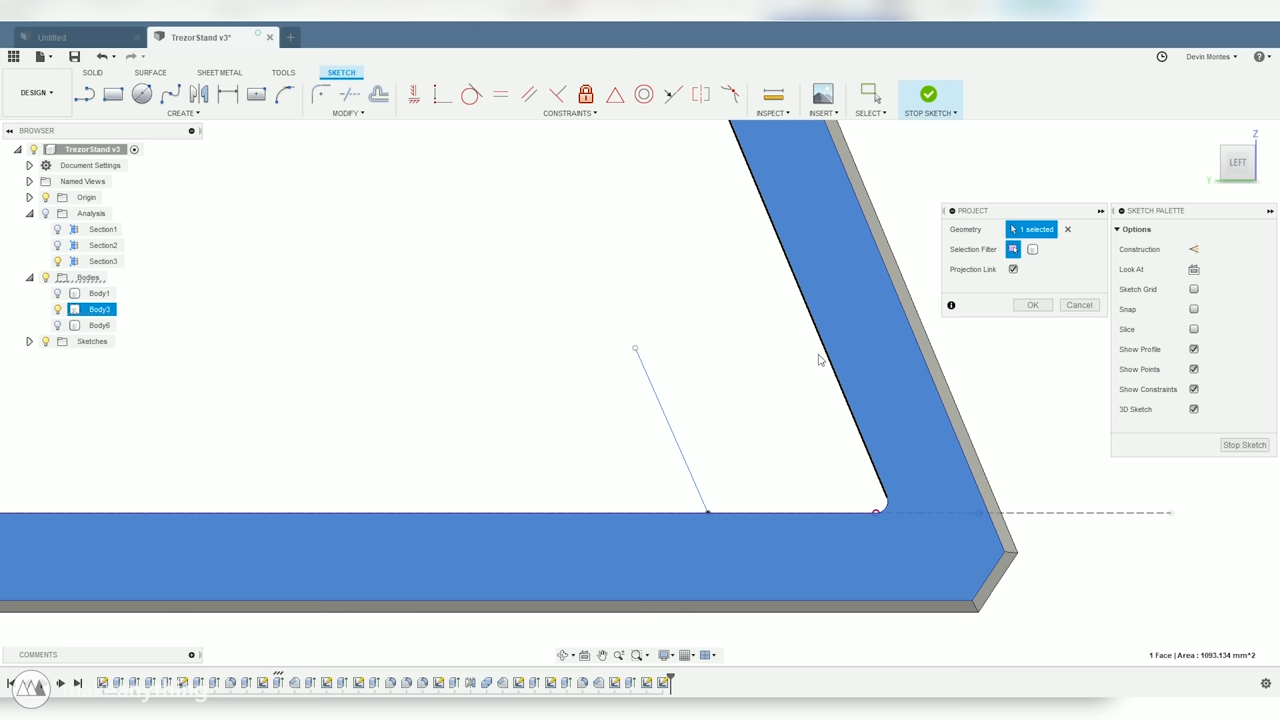 Untitled
TrezorStand v3*
Devin Montes
SOLID SURFACE SHEET METAL TOOLS SKETCH
DESIGN
CREATE MODIFY CONSTRAINTS INSPECT INSERT SELECT STOP SKETCH
BROWSER
TrezorStand v3
Document Settings
Named Views
Origin
Analysis
Section1
Section2
Section3
Bodies
Body1
Body3
Body6
Sketches
Z
LEFT
Y
PROJECT
Geometry 1 selected
Selection Filter
Projection Link
OK Cancel
SKETCH PALETTE
Options
Construction
Look At
Sketch Grid
Snap
Slice
Show Profile
Show Points
Show Constraints
3D Sketch
Stop Sketch
COMMENTS
1 Face | Area : 1093.134 mm^2